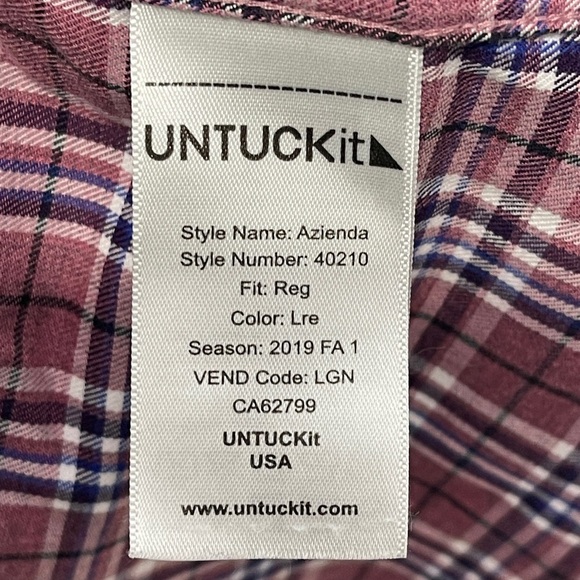 UNTUCKit
Style Name: Azienda
Style Number: 40210
Fit: Reg
Color: Lre
Season: 2019 FA 1
VEND Code: LGN
CA62799
UNTUCKit
USA
www.untuckit.com